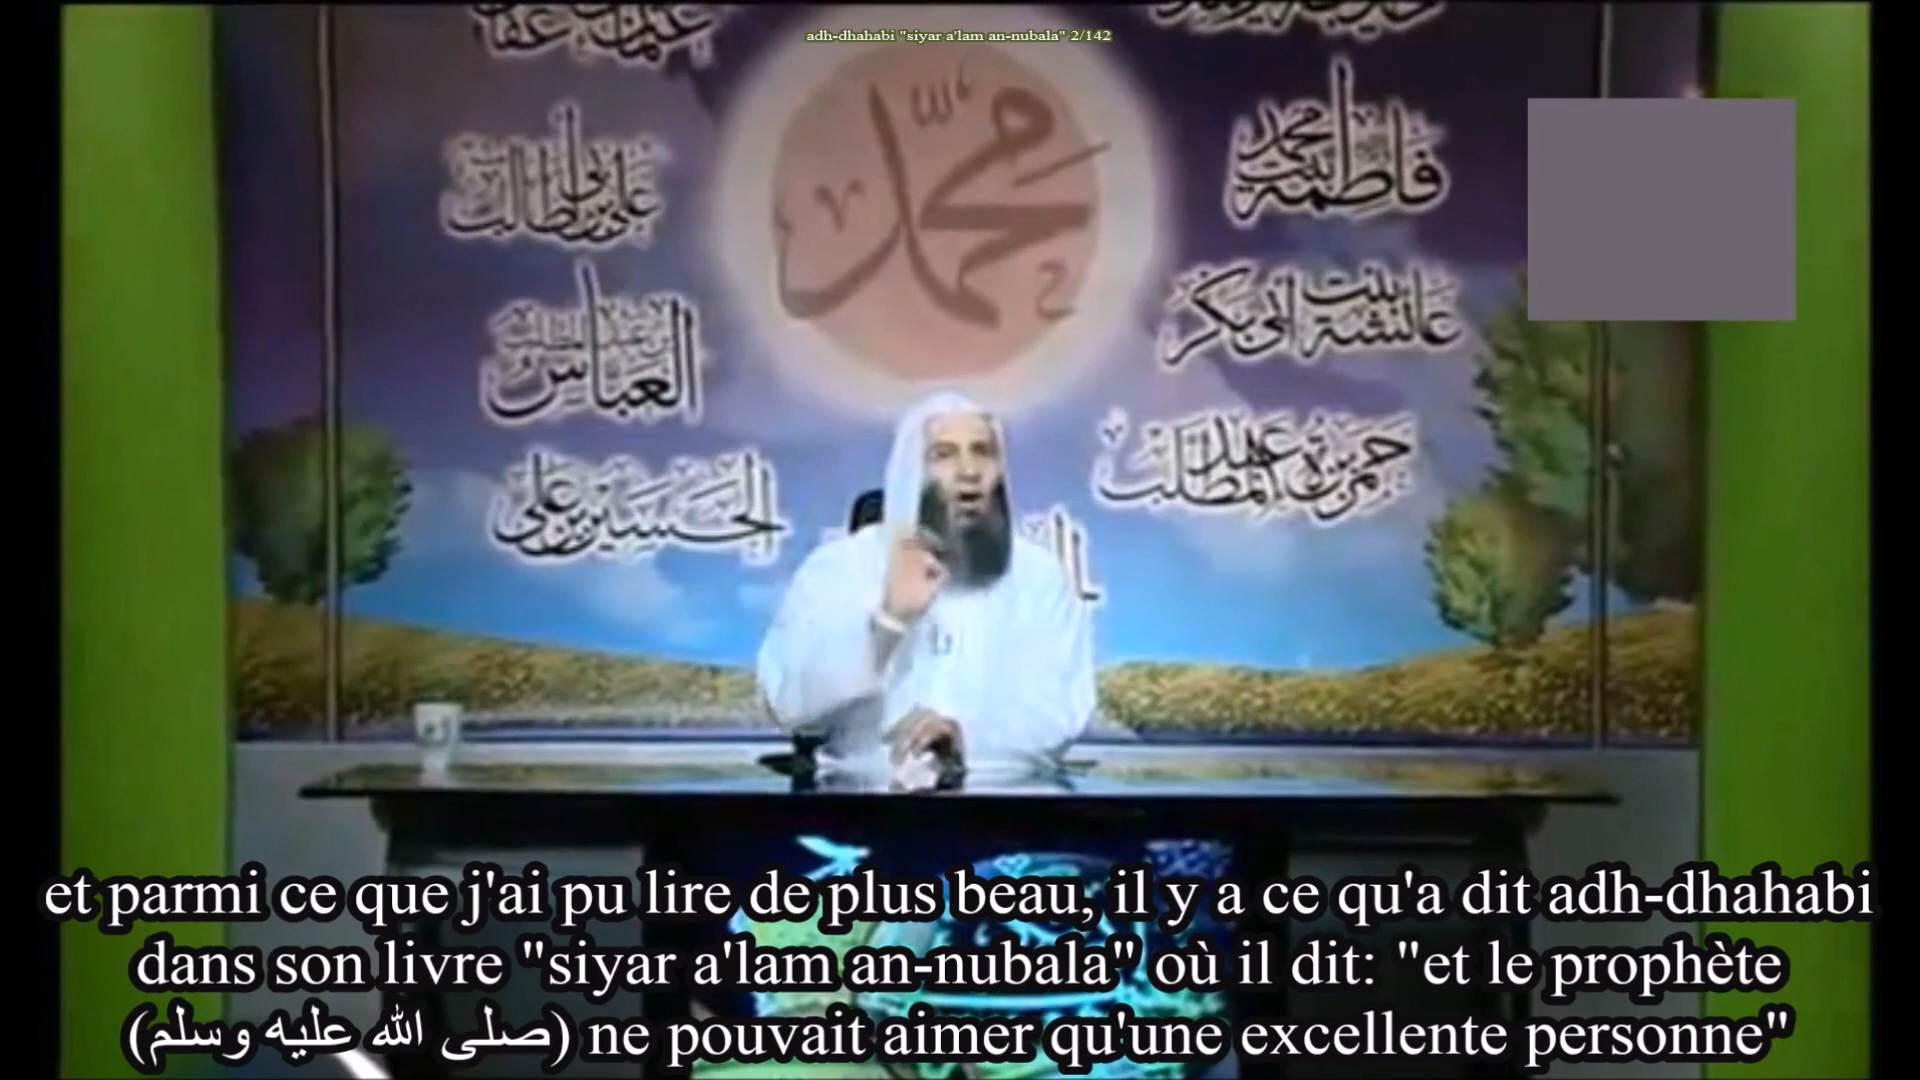 adh-dhahabi "siyar a'lam an-nubala" 2/142
محمد
فاطمة بنت محمد
علي بن أبي طالب
عائشة بنت أبي بكر
العباس بن عبد المطلب
حمزة بن عبد المطلب
الحسين بن علي
et parmi ce que j'ai pu lire de plus beau, il y a ce qu'a dit adh-dhahabi
dans son livre "siyar a'lam an-nubala" où il dit: "et le prophète
(صلى الله عليه وسلم) ne pouvait aimer qu'une excellente personne"